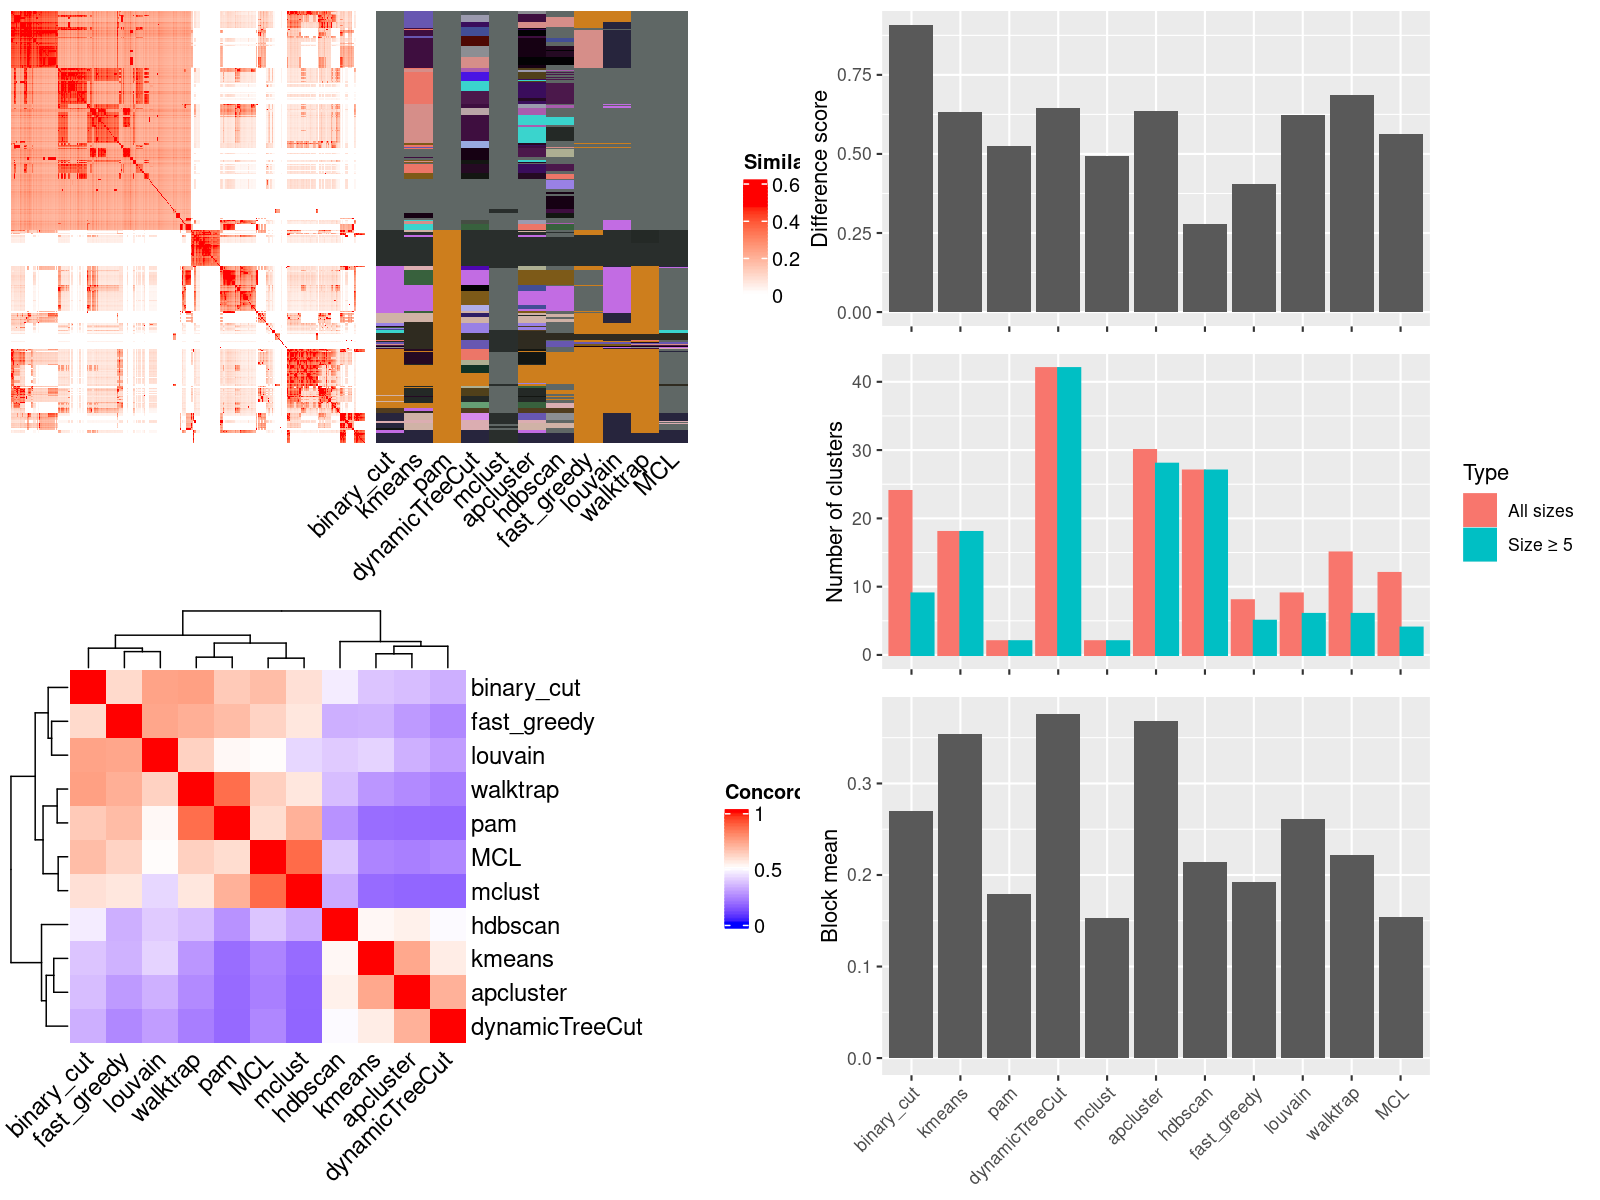 Simila
0.6
0.4
0.2
0
binary_cut
kmeans
pam
dynamicTreeCut
mclust
apcluster
hdbscan
fast_greedy
louvain
walktrap
MCL
Difference score
0.75
0.50
0.25
0.00
Number of clusters
40
30
20
10
0
Type
All sizes
Size ≥ 5
Block mean
0.3
0.2
0.1
0.0
binary_cut
kmeans
pam
dynamicTreeCut
mclust
apcluster
hdbscan
fast_greedy
louvain
walktrap
MCL
binary_cut
fast_greedy
louvain
walktrap
pam
MCL
mclust
hdbscan
kmeans
apcluster
dynamicTreeCut
Concord
1
0.5
0
binary_cut
fast_greedy
louvain
walktrap
pam
MCL
mclust
hdbscan
kmeans
apcluster
dynamicTreeCut